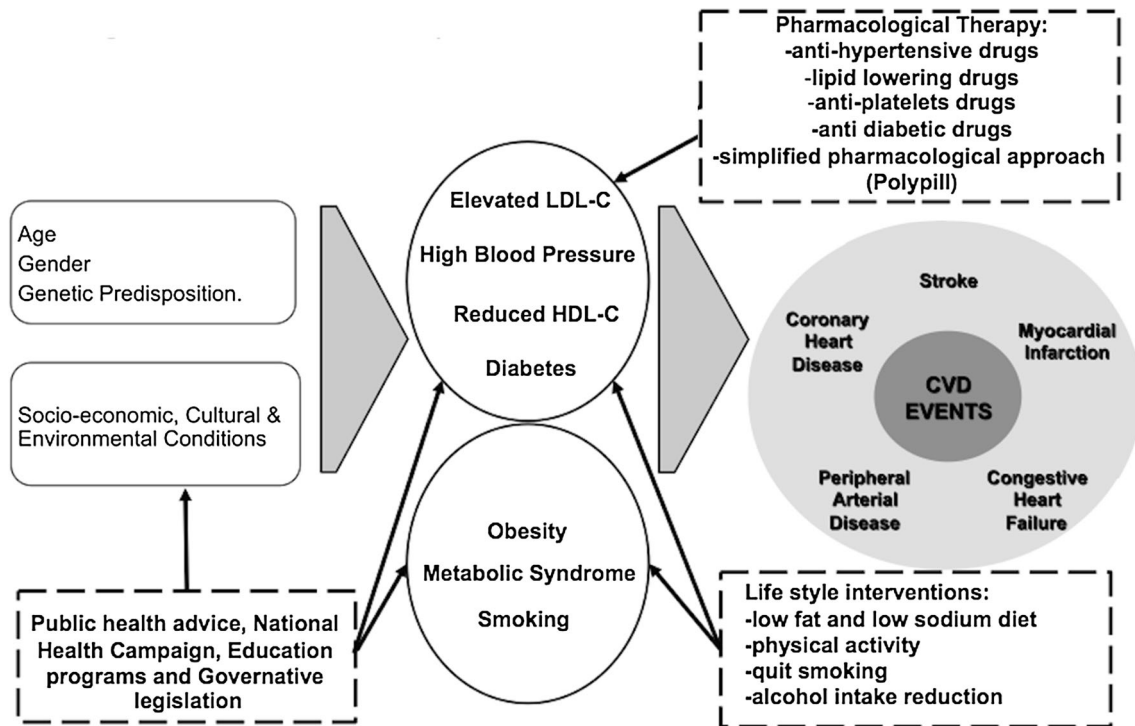 Pharmacological Therapy:
-anti-hypertensive drugs
-lipid lowering drugs
-anti-platelets drugs
-anti diabetic drugs
-simplified pharmacological approach
(Polypill)
Age
Gender
Genetic Predisposition.
Socio-economic, Cultural &
Environmental Conditions
Elevated LDL-C
High Blood Pressure
Reduced HDL-C
Diabetes
Obesity
Metabolic Syndrome
Smoking
Stroke
Coronary
Heart
Disease
Myocardial
Infarction
CVD
EVENTS
Peripheral
Arterial
Disease
Congestive
Heart
Failure
Public health advice, National
Health Campaign, Education
programs and Governative
legislation
Life style interventions:
-low fat and low sodium diet
-physical activity
-quit smoking
-alcohol intake reduction